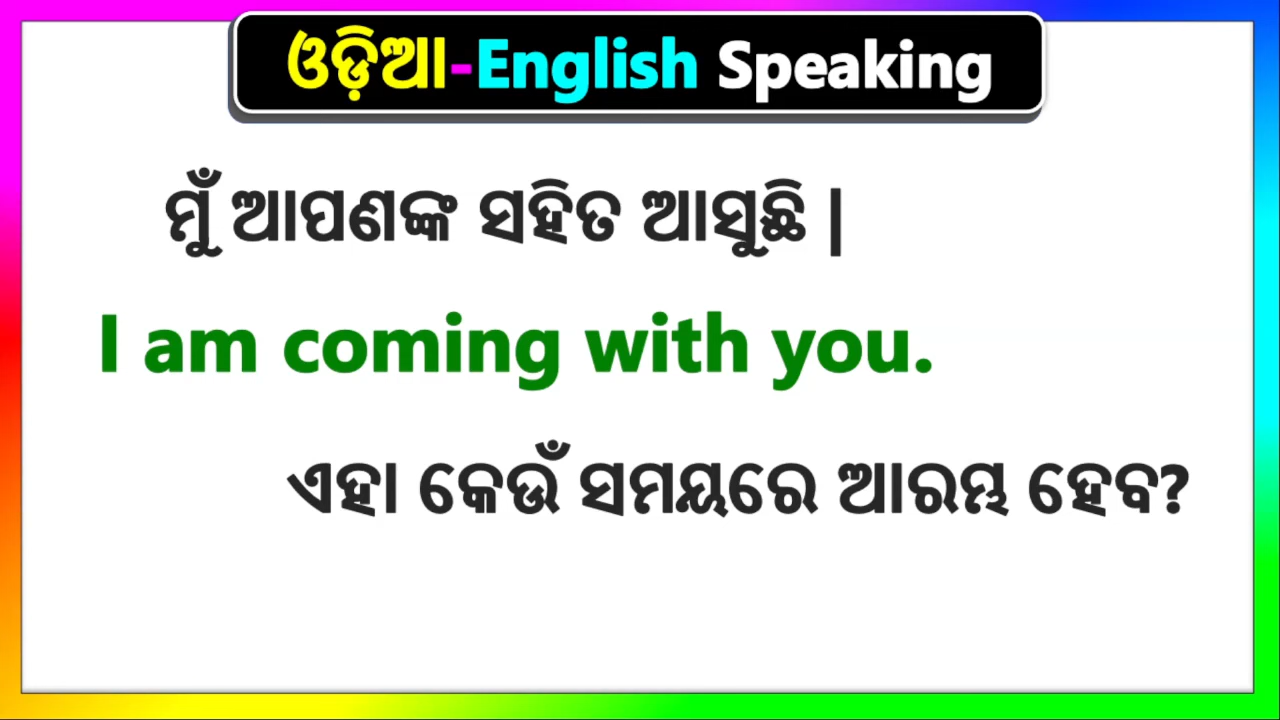 ଓଡ଼ିଆ-English Speaking
ମୁଁ ଆପଣଙ୍କ ସହିତ ଆସୁଛି |
I am coming with you.
ଏହା କେଉଁ ସମୟରେ ଆରମ୍ଭ ହେବ?